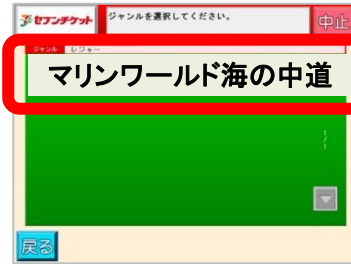 セブンチケット
ジャンルを選択してください。
中止
ジャンル レジャー
マリンワールド海の中道
1/1
戻る